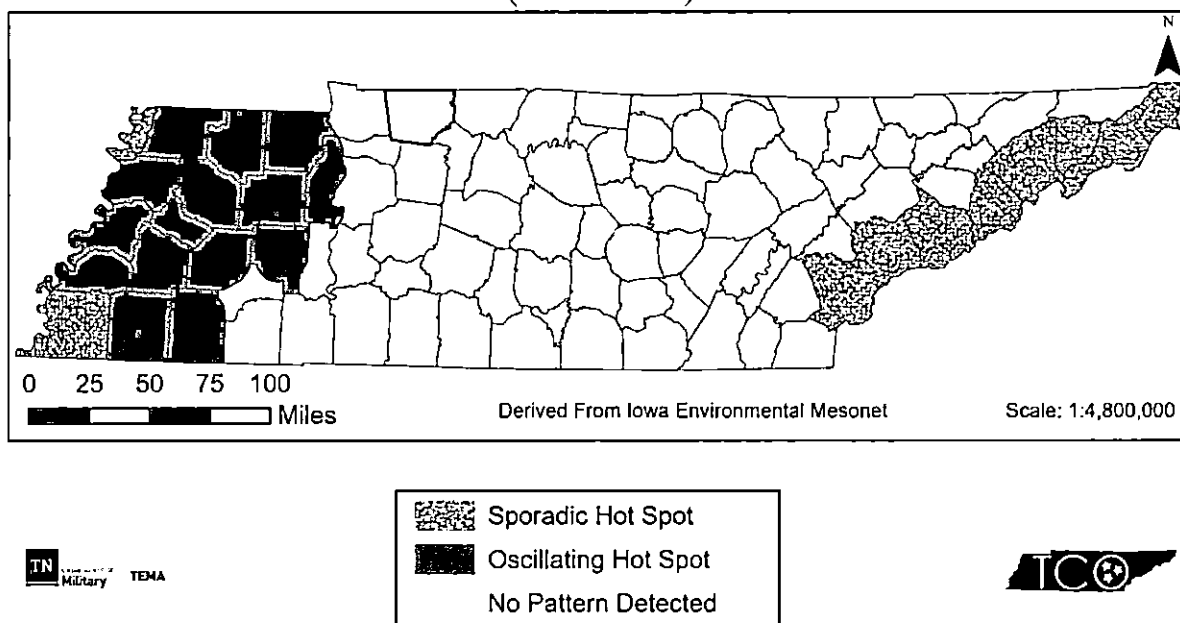 N
0 25 50 75 100
Miles
Derived From Iowa Environmental Mesonet
Scale: 1:4,800,000
Sporadic Hot Spot
Oscillating Hot Spot
No Pattern Detected
TN
Military
TEMA
TCO